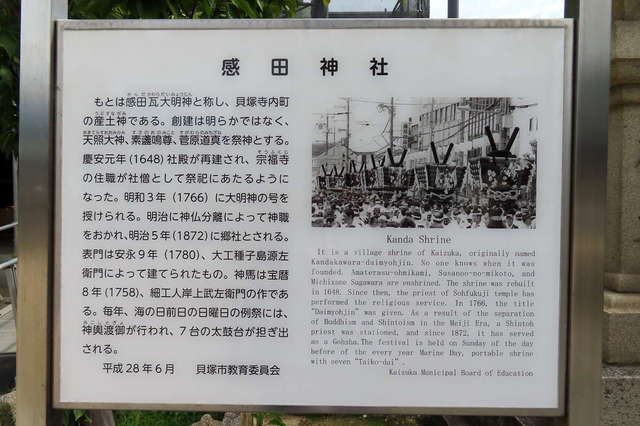 感田神社
もとは感田瓦大明神と称し、貝塚寺内町
の産土神である。創建は明らかではなく、
天照大神、素盞嗚尊、菅原道真を祭神とする。
慶安元年(1648)社殿が再建され、宗福寺
の住職が社僧として祭祀にあたるように
なった。明和3年(1766)に大明神の号を
授けられる。明治に神仏分離によって神職
をおかれ、明治5年(1872)に郷社とされる。
表門は安永9年(1780)、大工種子島源左
衛門によって建てられたもの。神馬は宝暦
8年(1758)、細工人岸上武左衛門の作であ
る。毎年、海の日前日の日曜日の例祭には、
神輿渡御が行われ、7台の太鼓台が担ぎ出
される。
平成28年6月 貝塚市教育委員会
Kanda Shrine
It is a village shrine of Kaizuka, originally named
Kandakawara-daimyohjin. No one knows when it was
founded. Amaterasu-ohmikami, Susanoo-no-mikoto, and
Michizane Sugawara are enshrined. The shrine was rebuilt
in 1648. Since then, the priest of Sohfukuji temple has
performed the religious service. In 1766, the title
"Daimyohjin" was given. As a result of the separation
of Buddhism and Shintoism in the Meiji Era, a Shintoh
priest was stationed, and since 1872, it has served
as a Gohsha.The festival is held on Sunday of the day
before of the every year Marine Day, portable shrine
with seven "Taiko-dai".
Kaizuka Municipal Board of Education